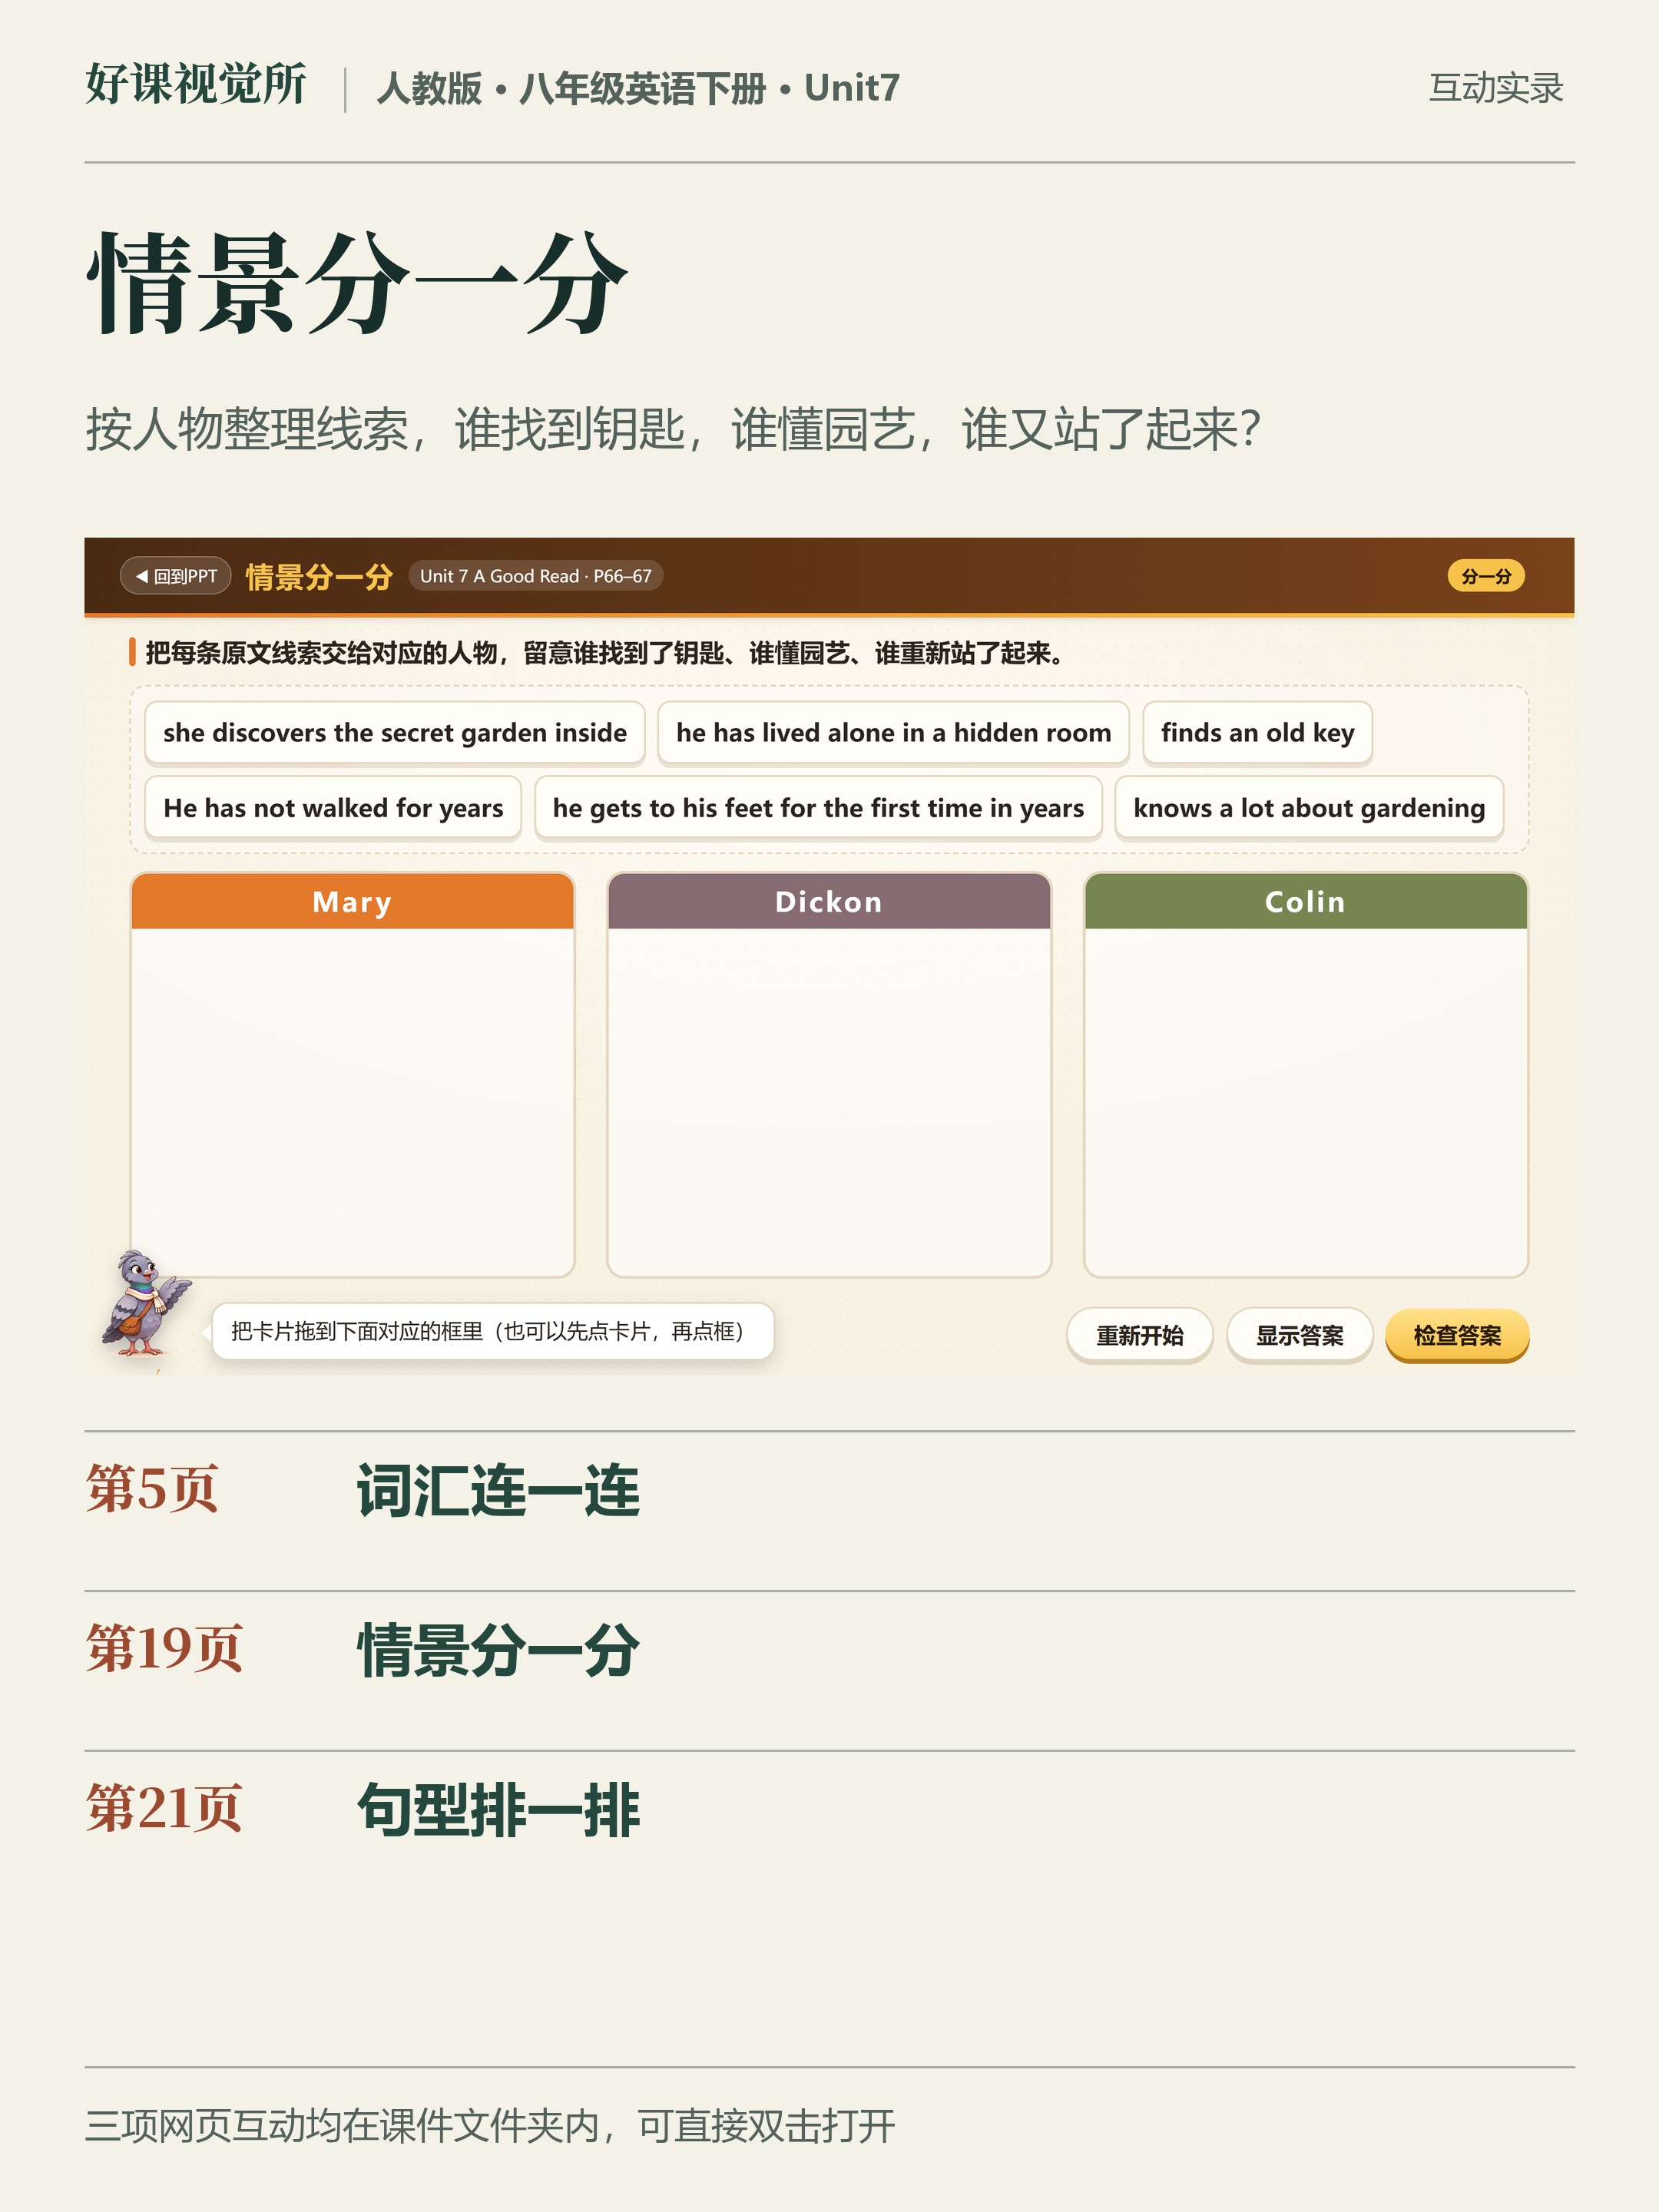 好课视觉所 人教版 • 八年级英语下册 • Unit7 互动实录
情景分一分
按人物整理线索，谁找到钥匙，谁懂园艺，谁又站了起来？
◀ 回到PPT 情景分一分 Unit 7 A Good Read · P66–67 分一分
把每条原文线索交给对应的人物，留意谁找到了钥匙、谁懂园艺、谁重新站了起来。
she discovers the secret garden inside he has lived alone in a hidden room finds an old key
He has not walked for years he gets to his feet for the first time in years knows a lot about gardening
Mary Dickon Colin
把卡片拖到下面对应的框里（也可以先点卡片，再点框） 重新开始 显示答案 检查答案
第5页 词汇连一连
第19页 情景分一分
第21页 句型排一排
三项网页互动均在课件文件夹内，可直接双击打开